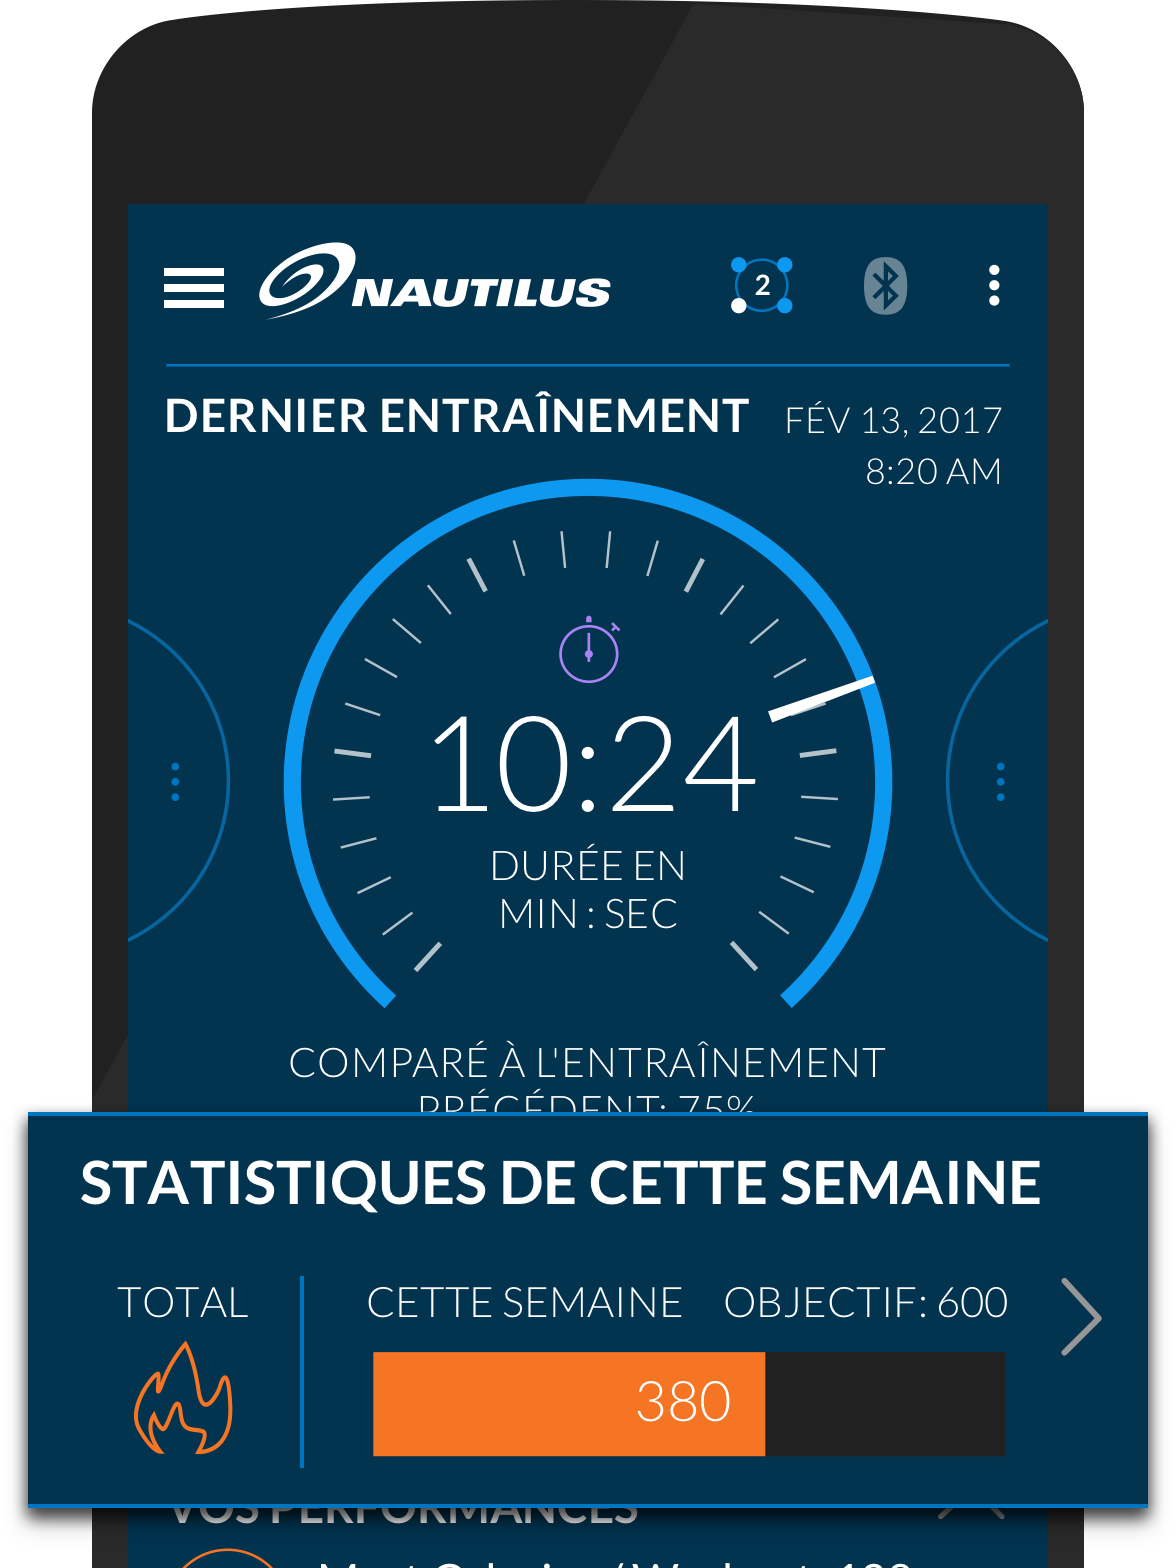 NAUTILUS
2
DERNIER ENTRAÎNEMENT
FÉV 13, 2017
8:20 AM
10:24
DURÉE EN
MIN : SEC
COMPARÉ À L'ENTRAÎNEMENT
PRÉCÉDENT: 75%
STATISTIQUES DE CETTE SEMAINE
TOTAL
CETTE SEMAINE OBJECTIF: 600
380
VOS PERFORMANCES